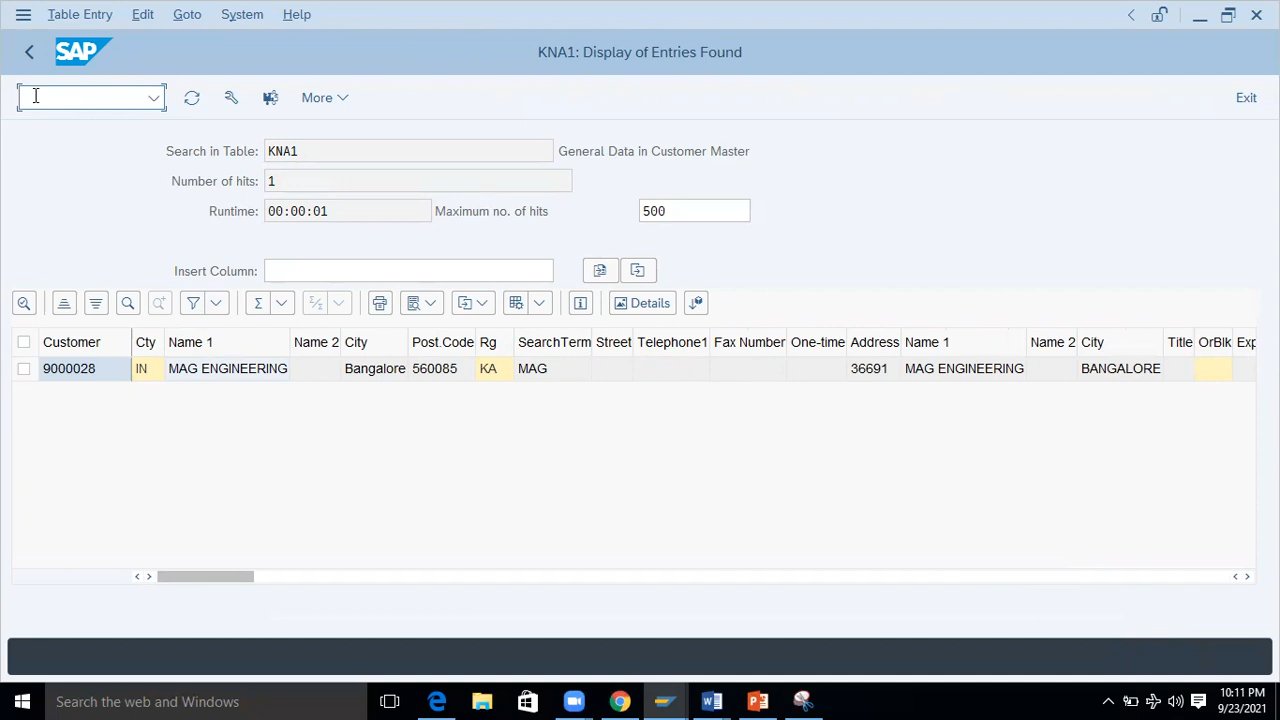 Table Entry Edit Goto System Help
SAP KNA1: Display of Entries Found
More Exit
Search in Table: KNA1 General Data in Customer Master
Number of hits: 1
Runtime: 00:00:01 Maximum no. of hits 500
Insert Column:
Details
Customer Cty Name 1 Name 2 City Post.Code Rg SearchTerm Street Telephone1 Fax Number One-time Address Name 1 Name 2 City Title OrBlk Exp
9000028 IN MAG ENGINEERING Bangalore 560085 KA MAG 36691 MAG ENGINEERING BANGALORE
Search the web and Windows
10:11 PM
9/23/2021